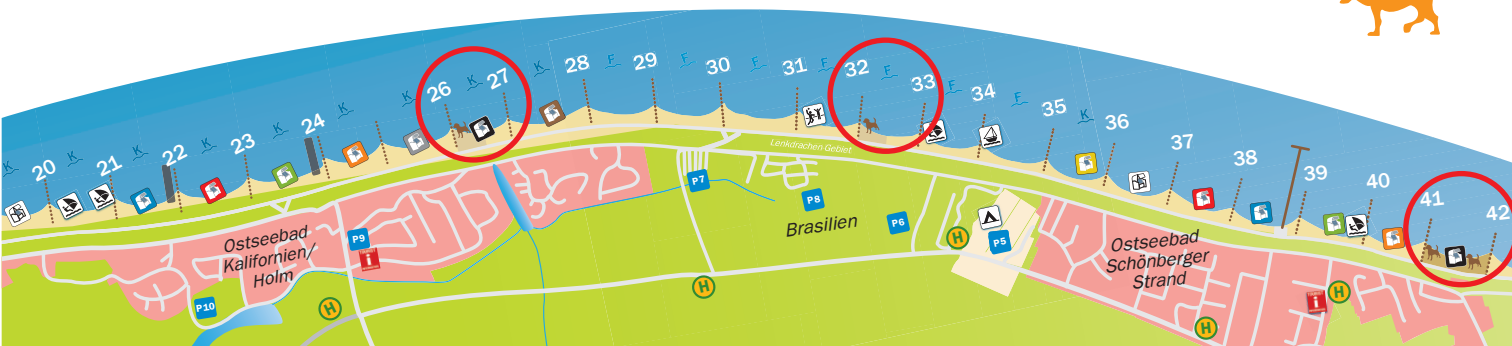 20
21
22
23
24
26
27
28
29
30
31
32
33
34
35
36
37
38
39
40
41
42
K
K
K
K
K
K
K
K
K
F
F
F
F
F
F
F
K
Lenkdrachen Gebiet
P7
P8
P6
P5
P9
P10
Brasilien
Ostseebad
Kalifornien/
Holm
Ostseebad
Schönberger
Strand
i
i
H
H
H
H
H